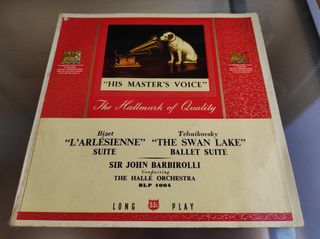 "HIS MASTER'S VOICE"
The Hallmark of Quality
Bizet
"L'ARLÉSIENNE"
SUITE
Tchaikovsky
"THE SWAN LAKE"
BALLET SUITE
SIR JOHN BARBIROLLI
Conducting
THE HALLÉ ORCHESTRA
BLP 1004
LONG 33⅓ PLAY